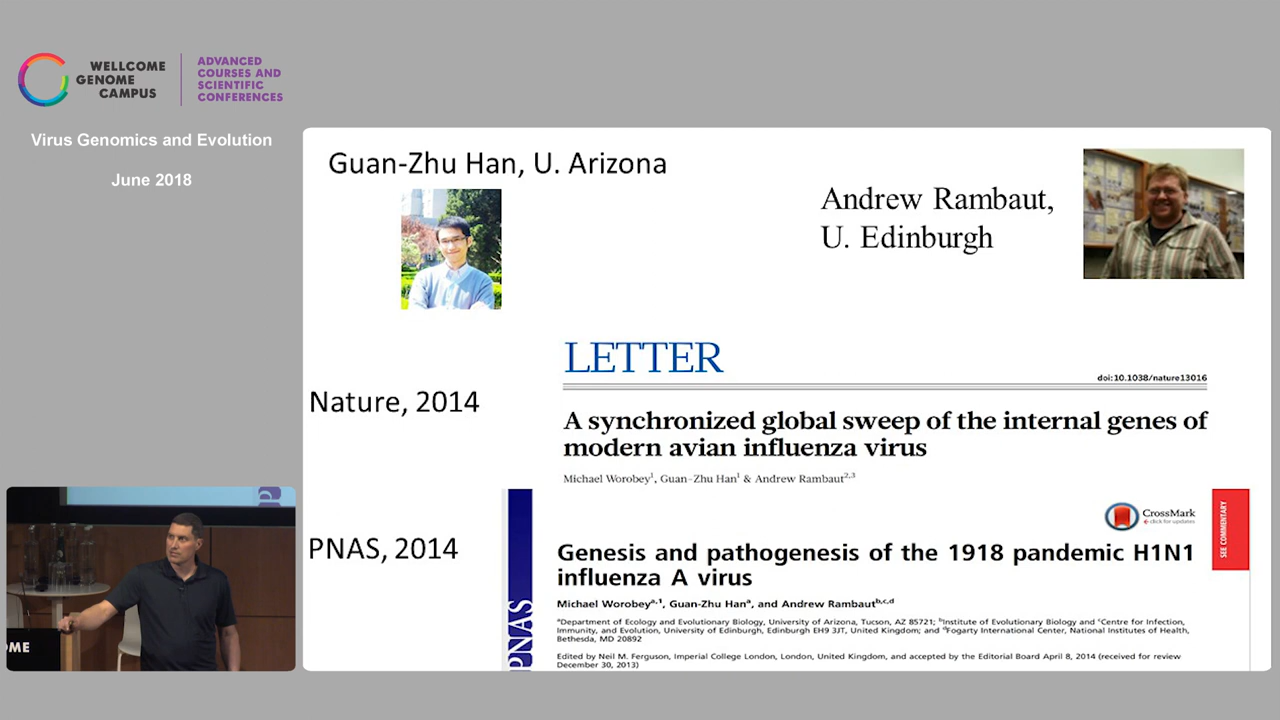 WELLCOME
GENOME
CAMPUS
ADVANCED
COURSES AND
SCIENTIFIC
CONFERENCES
Virus Genomics and Evolution
June 2018
Guan-Zhu Han, U. Arizona
Andrew Rambaut,
U. Edinburgh
LETTER
doi:10.1038/nature13016
Nature, 2014
A synchronized global sweep of the internal genes of
modern avian influenza virus
Michael Worobey1, Guan-Zhu Han1 & Andrew Rambaut2,3
CrossMark
click for updates
SEE COMMENTARY
PNAS, 2014
PNAS
Genesis and pathogenesis of the 1918 pandemic H1N1
influenza A virus
Michael Worobeya,1, Guan-Zhu Hana, and Andrew Rambautb,c,d
aDepartment of Ecology and Evolutionary Biology, University of Arizona, Tucson, AZ 85721; bInstitute of Evolutionary Biology and cCentre for Infection,
Immunity, and Evolution, University of Edinburgh, Edinburgh EH9 3JT, United Kingdom; and dFogarty International Center, National Institutes of Health,
Bethesda, MD 20892
Edited by Neil M. Ferguson, Imperial College London, London, United Kingdom, and accepted by the Editorial Board April 8, 2014 (received for review
December 30, 2013)
OME